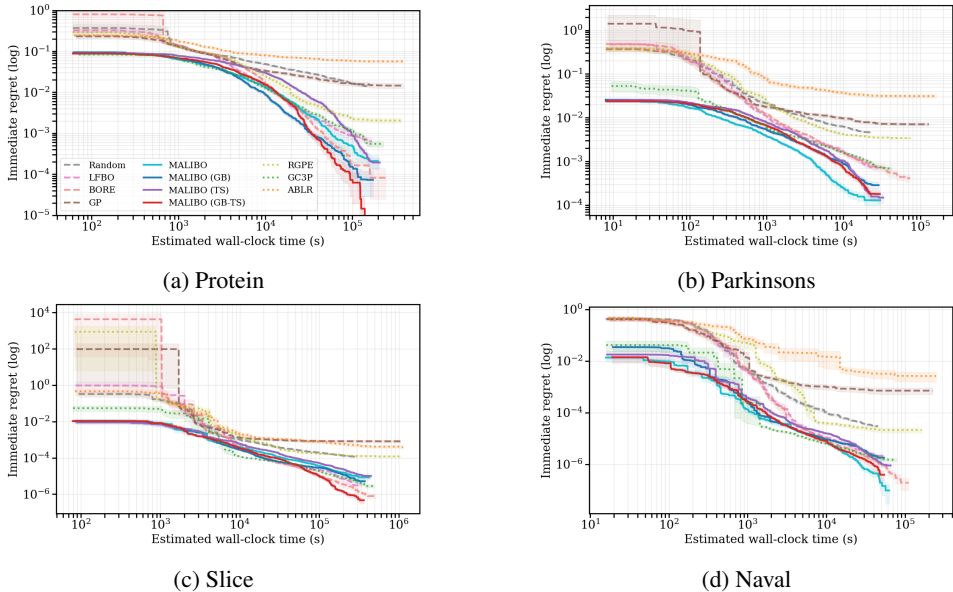 Immediate regret (log)
10^1
10^0
10^-1
10^-2
10^-3
10^-4
10^-5
Random
LFBO
BORE
GP
MALIBO
MALIBO (GB)
MALIBO (TS)
MALIBO (GB-TS)
RGPE
GC3P
ABLR
10^2 10^3 10^4 10^5
Estimated wall-clock time (s)
(a) Protein
Immediate regret (log)
10^0
10^-1
10^-2
10^-3
10^-4
10^1 10^2 10^3 10^4 10^5
Estimated wall-clock time (s)
(b) Parkinsons
Immediate regret (log)
10^4
10^2
10^0
10^-2
10^-4
10^-6
10^2 10^3 10^4 10^5 10^6
Estimated wall-clock time (s)
(c) Slice
Immediate regret (log)
10^0
10^-2
10^-4
10^-6
10^1 10^2 10^3 10^4 10^5
Estimated wall-clock time (s)
(d) Naval